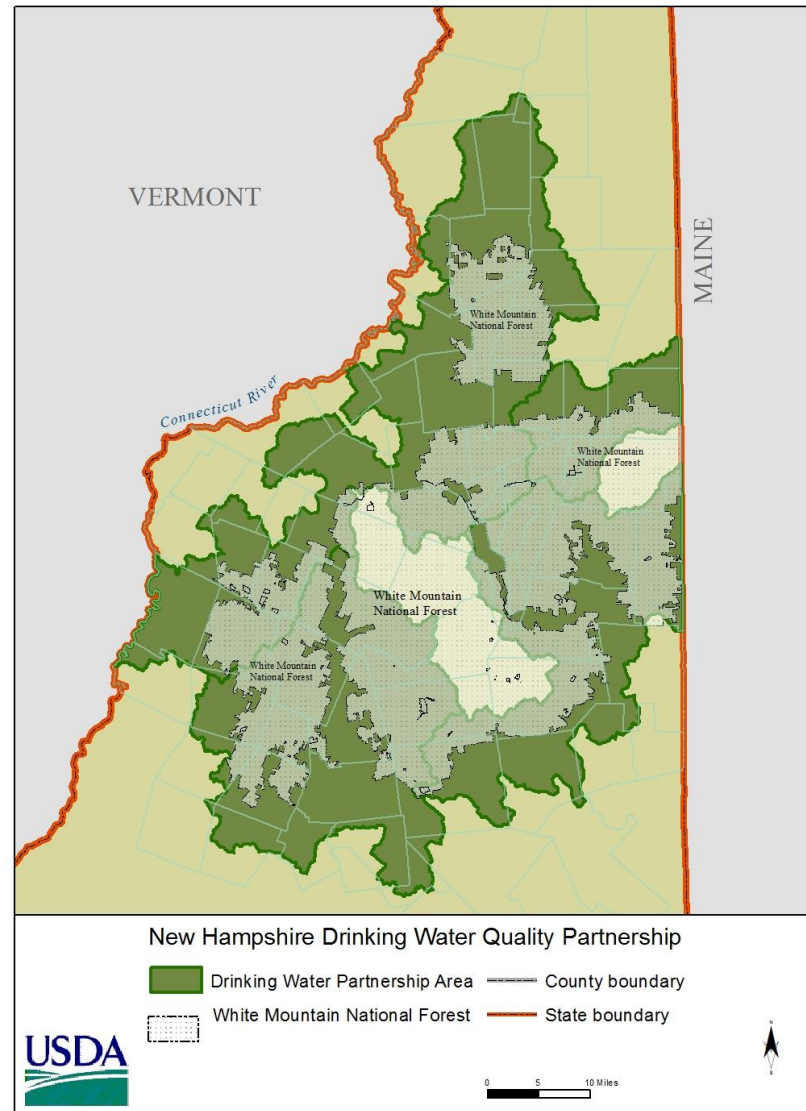 VERMONT
MAINE
White Mountain
National Forest
Connecticut River
White Mountain
National Forest
White Mountain
National Forest
White Mountain
National Forest
New Hampshire Drinking Water Quality Partnership
Drinking Water Partnership Area
County boundary
White Mountain National Forest
State boundary
USDA
N
0 5 10 Miles